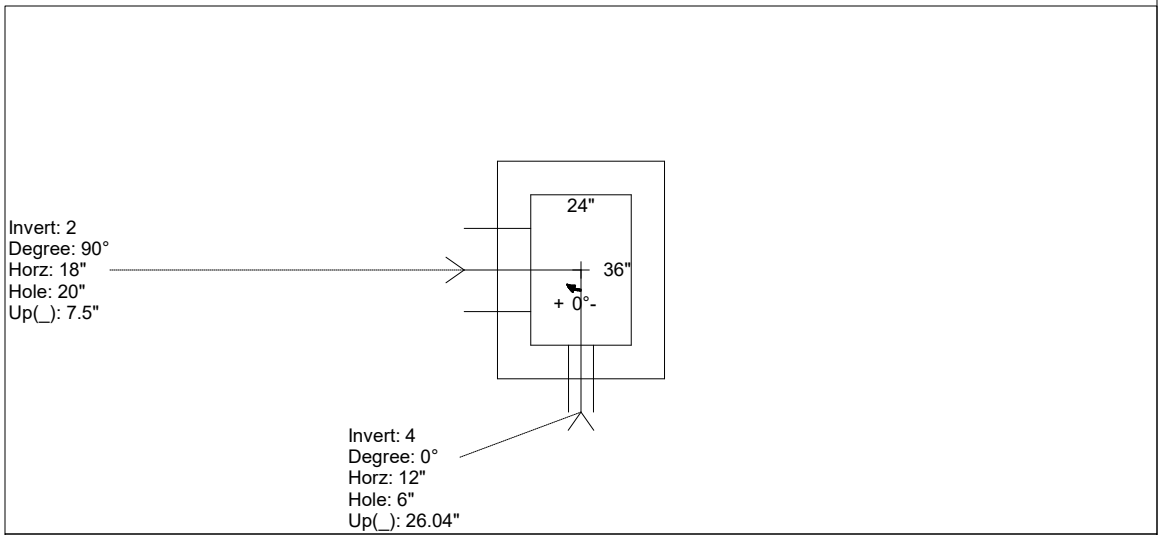 24"
Invert: 2
Degree: 90°
Horz: 18"
Hole: 20"
Up(_): 7.5"
36"
+ 0°-
Invert: 4
Degree: 0°
Horz: 12"
Hole: 6"
Up(_): 26.04"